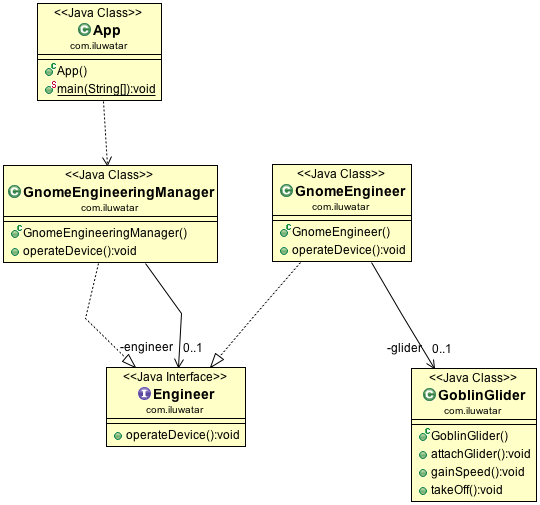 <<Java Class>>
App
com.iluwatar
App()
main(String[]):void
<<Java Class>>
GnomeEngineeringManager
com.iluwatar
GnomeEngineeringManager()
operateDevice():void
<<Java Class>>
GnomeEngineer
com.iluwatar
GnomeEngineer()
operateDevice():void
-engineer
0..1
-glider
0..1
<<Java Interface>>
Engineer
com.iluwatar
operateDevice():void
<<Java Class>>
GoblinGlider
com.iluwatar
GoblinGlider()
attachGlider():void
gainSpeed():void
takeOff():void